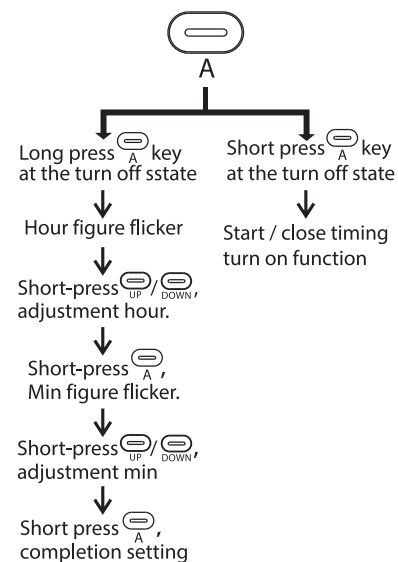 A
Long press A key
at the turn off sstate
Hour figure flicker
Short-press UP / DOWN,
adjustment hour.
Short-press A,
Min figure flicker.
Short-press UP / DOWN,
adjustment min
Short press A,
completion setting
Short press A key
at the turn off state
Start / close timing
turn on function